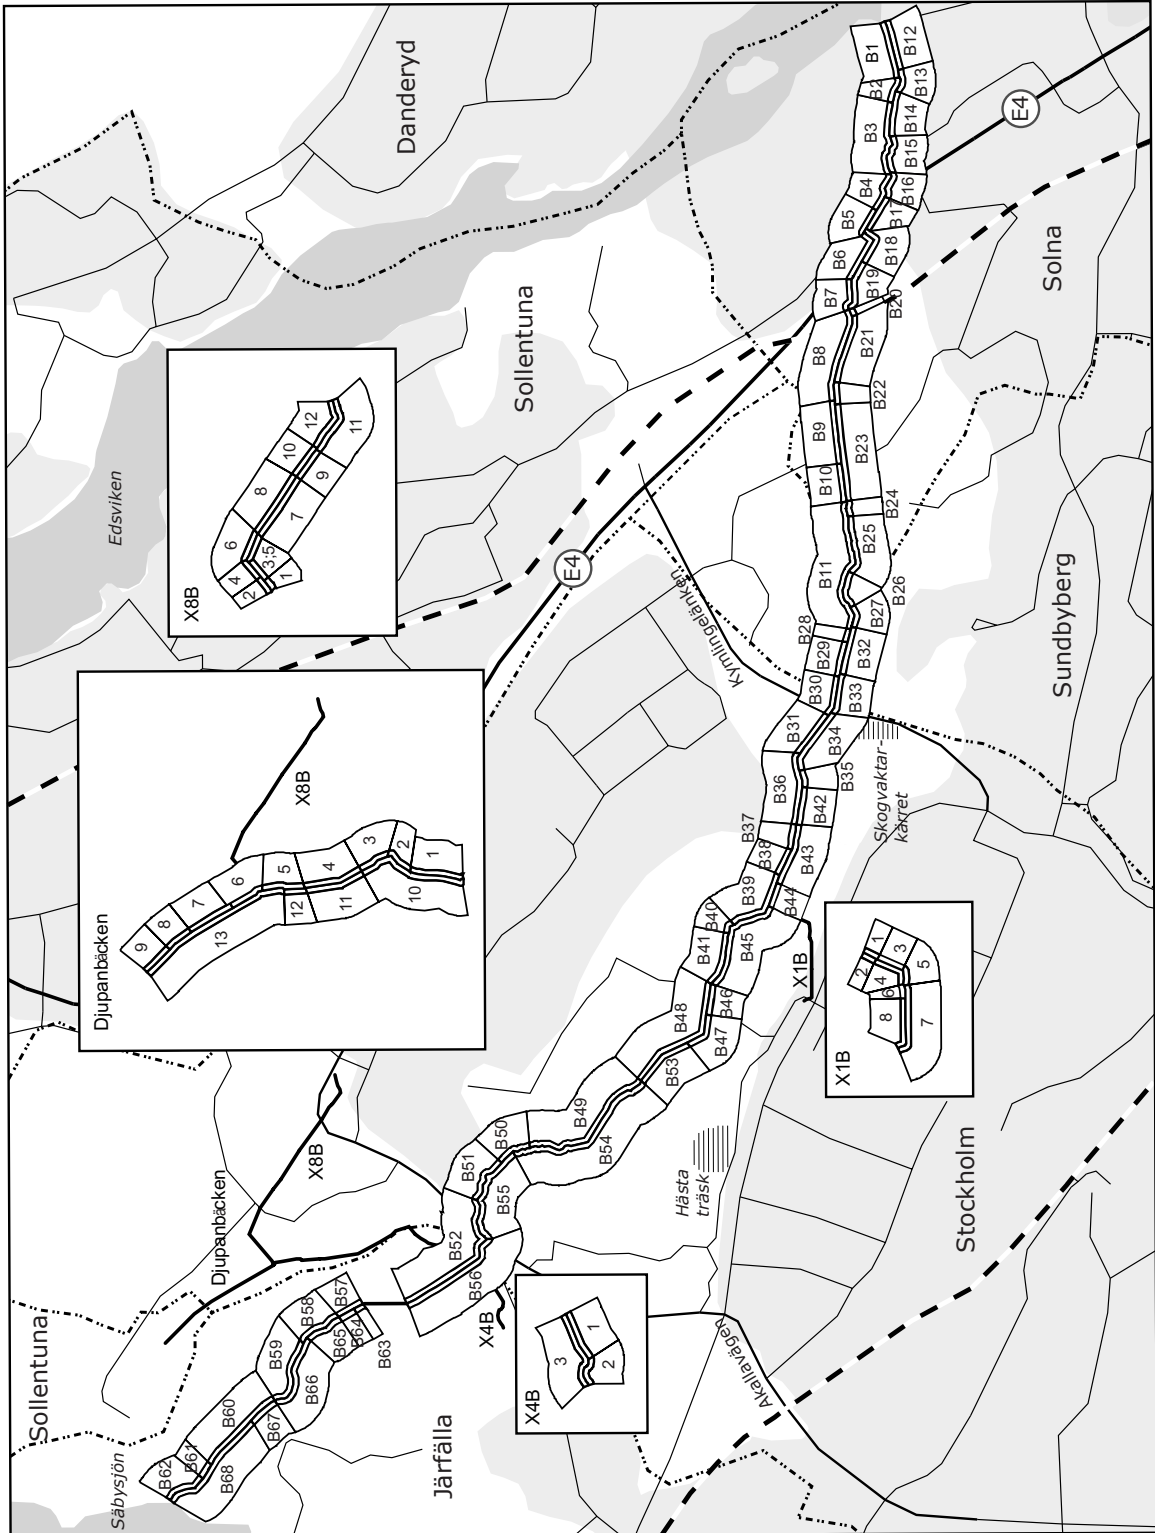 Säbysjön
Sollentuna
Järfälla
B62
B61
B68
B60
B67
B59
B66
B58
B65
B57
B64
B63
Djupanbäcken
X8B
B52
B56
X4B
B51
B55
B50
B49
B54
B53
Hästa
träsk
Akallavägen
Stockholm
X4B
3
1
2
Djupanbäcken
9
8
7
6
5
4
3
2
1
13
12
11
10
X8B
X8B
2
4
6
8
10
12
1
3;5
7
9
11
X1B
2
1
4
3
6
5
8
7
X1B
B48
B47
B46
B41
B45
B40
B39
B44
B38
B37
B43
B36
B42
B35
B31
B34
B30
B33
B29
B32
B28
B27
B26
B11
B25
B24
B10
B23
B9
B22
B8
B21
B20
B7
B19
B6
B18
B5
B17
B4
B16
B3
B15
B14
B2
B13
B1
B12
Skogvaktar-
kärret
Kymlingelänken
E4
E4
Edsviken
Sollentuna
Danderyd
Sundbyberg
Solna